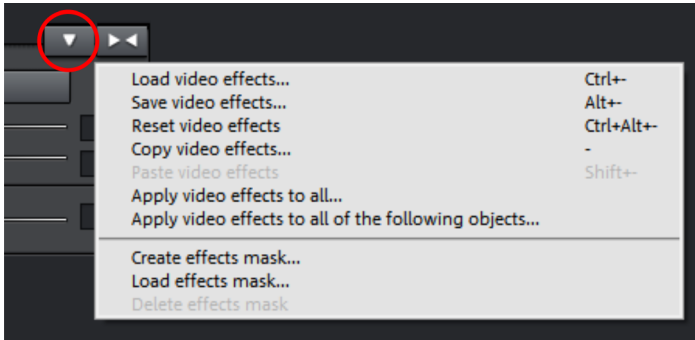 Load video effects... Ctrl+-
Save video effects... Alt+-
Reset video effects Ctrl+Alt+-
Copy video effects... -
Paste video effects Shift+-
Apply video effects to all...
Apply video effects to all of the following objects...
Create effects mask...
Load effects mask...
Delete effects mask